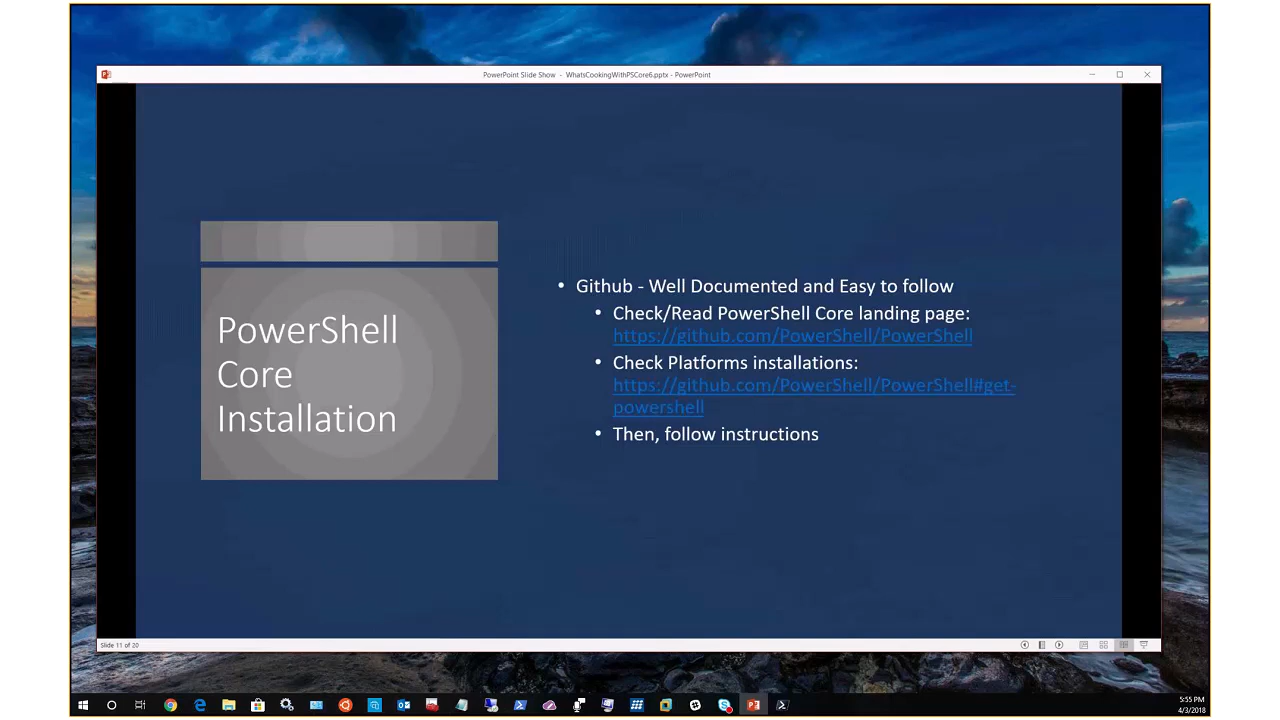 PowerPoint Slide Show - WhatsCookingWithPSCore6.pptx - PowerPoint
PowerShell
Core
Installation
• Github - Well Documented and Easy to follow
• Check/Read PowerShell Core landing page:
https://github.com/PowerShell/PowerShell
• Check Platforms installations:
https://github.com/PowerShell/PowerShell#get-
powershell
• Then, follow instructions
Slide 11 of 20
5:55 PM
4/3/2018